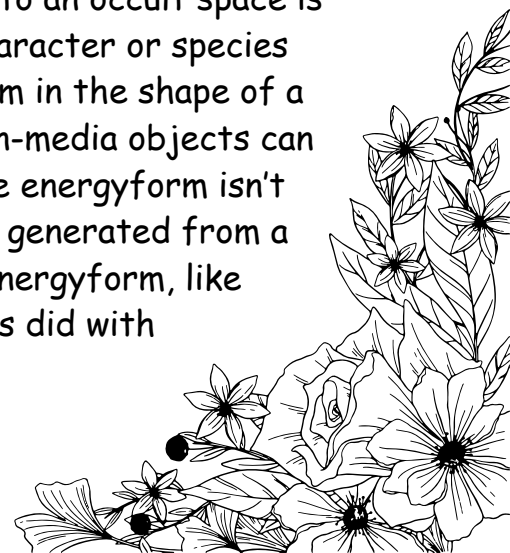 to an occult space is
aracter or species
m in the shape of a
n-media objects can
e energyform isn't
generated from a
nergyform, like
s did with